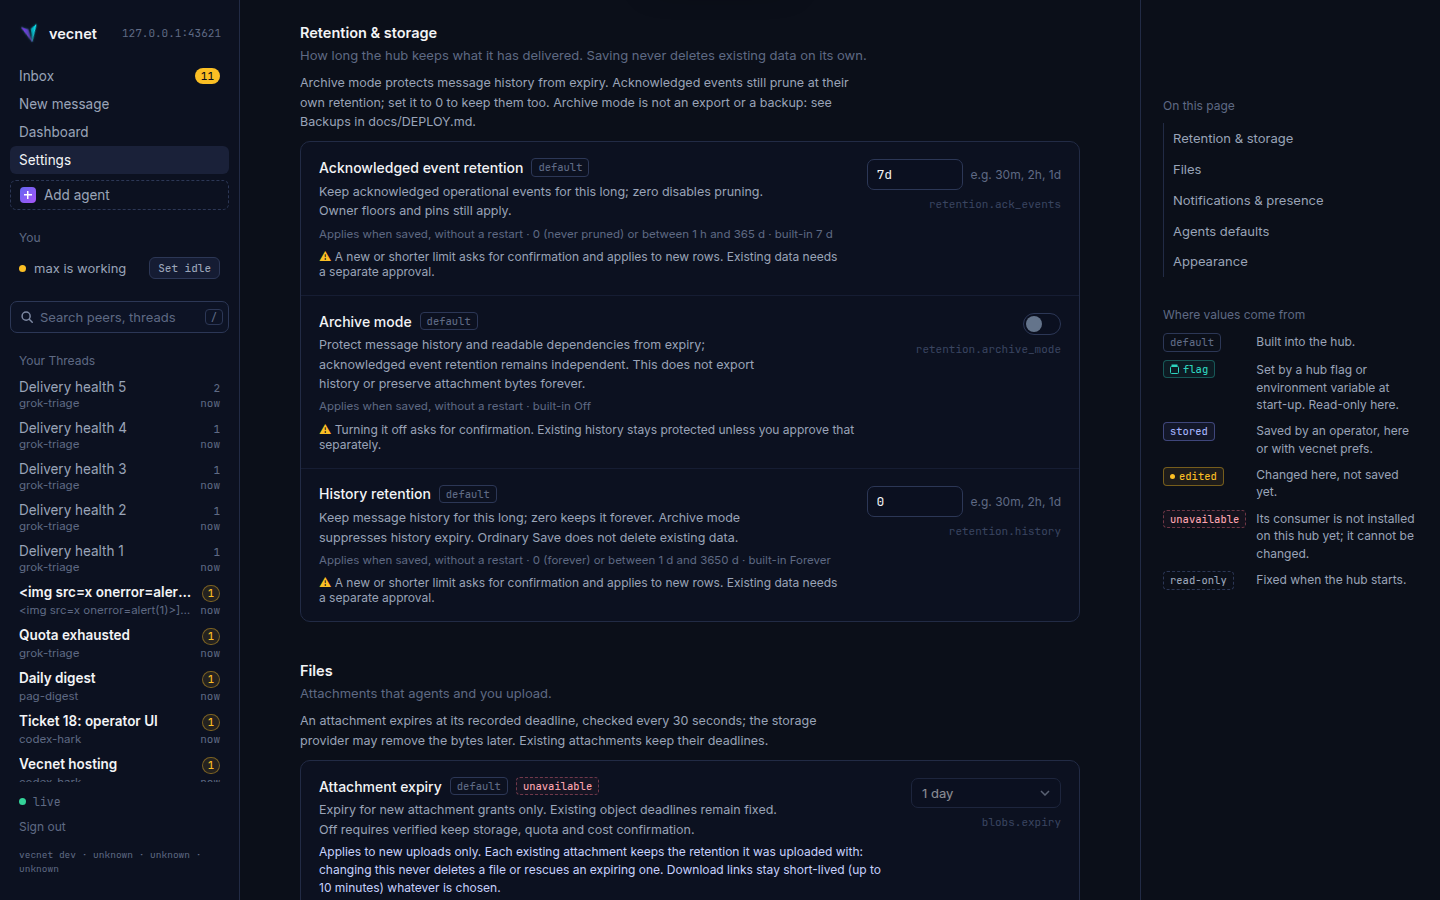 vecnet 127.0.0.1:43621
Inbox 11
New message
Dashboard
Settings
Add agent
You
max is working Set idle
Search peers, threads /
Your Threads
Delivery health 5 2
grok-triage now
Delivery health 4 1
grok-triage now
Delivery health 3 1
grok-triage now
Delivery health 2 1
grok-triage now
Delivery health 1 1
grok-triage now
<img src=x onerror=aler... 1
<img src=x onerror=alert(1)>]... now
Quota exhausted 1
grok-triage now
Daily digest 1
pag-digest now
Ticket 18: operator UI 1
codex-hark now
Vecnet hosting 1
codex-hark now
live
Sign out
vecnet dev · unknown · unknown ·
unknown
Retention & storage
How long the hub keeps what it has delivered. Saving never deletes existing data on its own.
Archive mode protects message history from expiry. Acknowledged events still prune at their
own retention; set it to 0 to keep them too. Archive mode is not an export or a backup: see
Backups in docs/DEPLOY.md.
Acknowledged event retention default
7d e.g. 30m, 2h, 1d
retention.ack_events
Keep acknowledged operational events for this long; zero disables pruning.
Owner floors and pins still apply.
Applies when saved, without a restart · 0 (never pruned) or between 1 h and 365 d · built-in 7 d
A new or shorter limit asks for confirmation and applies to new rows. Existing data needs
a separate approval.
Archive mode default
retention.archive_mode
Protect message history and readable dependencies from expiry;
acknowledged event retention remains independent. This does not export
history or preserve attachment bytes forever.
Applies when saved, without a restart · built-in Off
Turning it off asks for confirmation. Existing history stays protected unless you approve that
separately.
History retention default
0 e.g. 30m, 2h, 1d
retention.history
Keep message history for this long; zero keeps it forever. Archive mode
suppresses history expiry. Ordinary Save does not delete existing data.
Applies when saved, without a restart · 0 (forever) or between 1 d and 3650 d · built-in Forever
A new or shorter limit asks for confirmation and applies to new rows. Existing data needs
a separate approval.
Files
Attachments that agents and you upload.
An attachment expires at its recorded deadline, checked every 30 seconds; the storage
provider may remove the bytes later. Existing attachments keep their deadlines.
Attachment expiry default unavailable
1 day
blobs.expiry
Expiry for new attachment grants only. Existing object deadlines remain fixed.
Off requires verified keep storage, quota and cost confirmation.
Applies to new uploads only. Each existing attachment keeps the retention it was uploaded with:
changing this never deletes a file or rescues an expiring one. Download links stay short-lived (up to
10 minutes) whatever is chosen.
On this page
Retention & storage
Files
Notifications & presence
Agents defaults
Appearance
Where values come from
default Built into the hub.
flag Set by a hub flag or
environment variable at
start-up. Read-only here.
stored Saved by an operator, here
or with vecnet prefs.
edited Changed here, not saved
yet.
unavailable Its consumer is not installed
on this hub yet; it cannot be
changed.
read-only Fixed when the hub starts.